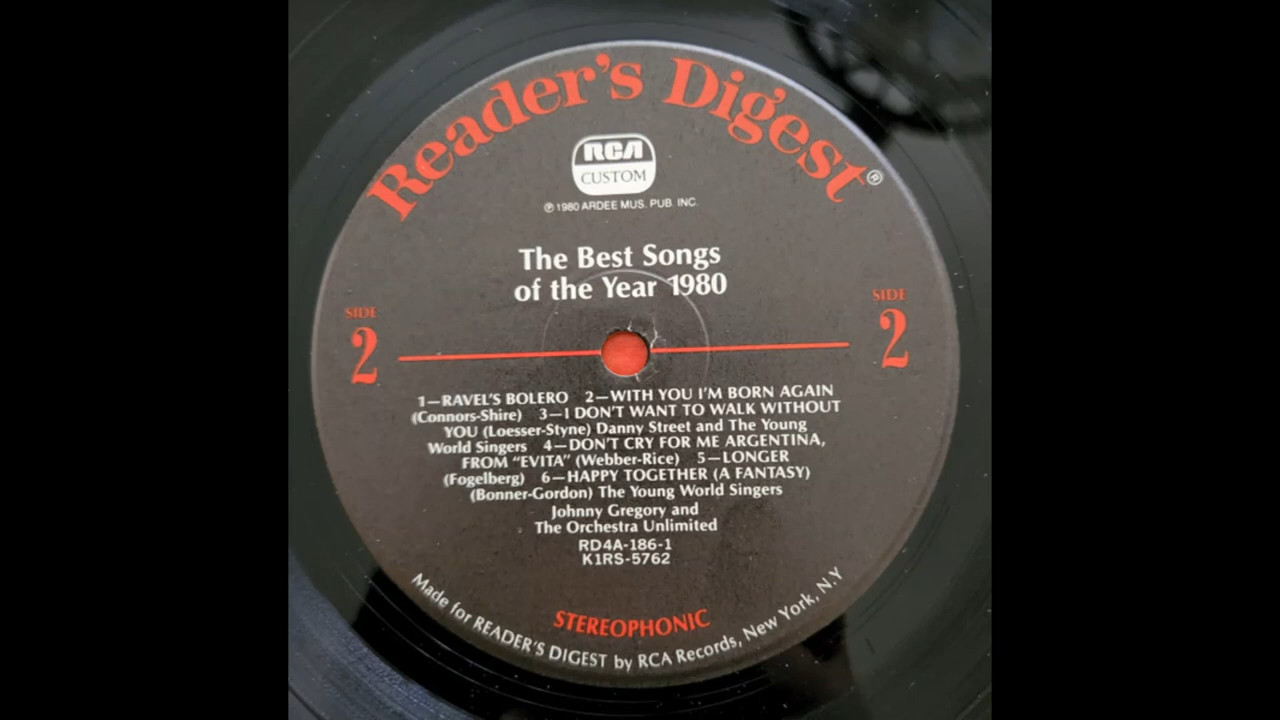 Reader's Digest®
RCA
CUSTOM
℗ 1980 ARDEE MUS. PUB. INC.
The Best Songs
of the Year 1980
SIDE
2
SIDE
2
1—RAVEL'S BOLERO 2—WITH YOU I'M BORN AGAIN
(Connors-Shire) 3—I DON'T WANT TO WALK WITHOUT
YOU (Loesser-Styne) Danny Street and The Young
World Singers 4—DON'T CRY FOR ME ARGENTINA,
FROM “EVITA” (Webber-Rice) 5—LONGER
(Fogelberg) 6—HAPPY TOGETHER (A FANTASY)
(Bonner-Gordon) The Young World Singers
Johnny Gregory and
The Orchestra Unlimited
RD4A-186-1
K1RS-5762
STEREOPHONIC
Made for READER'S DIGEST by RCA Records, New York, N.Y